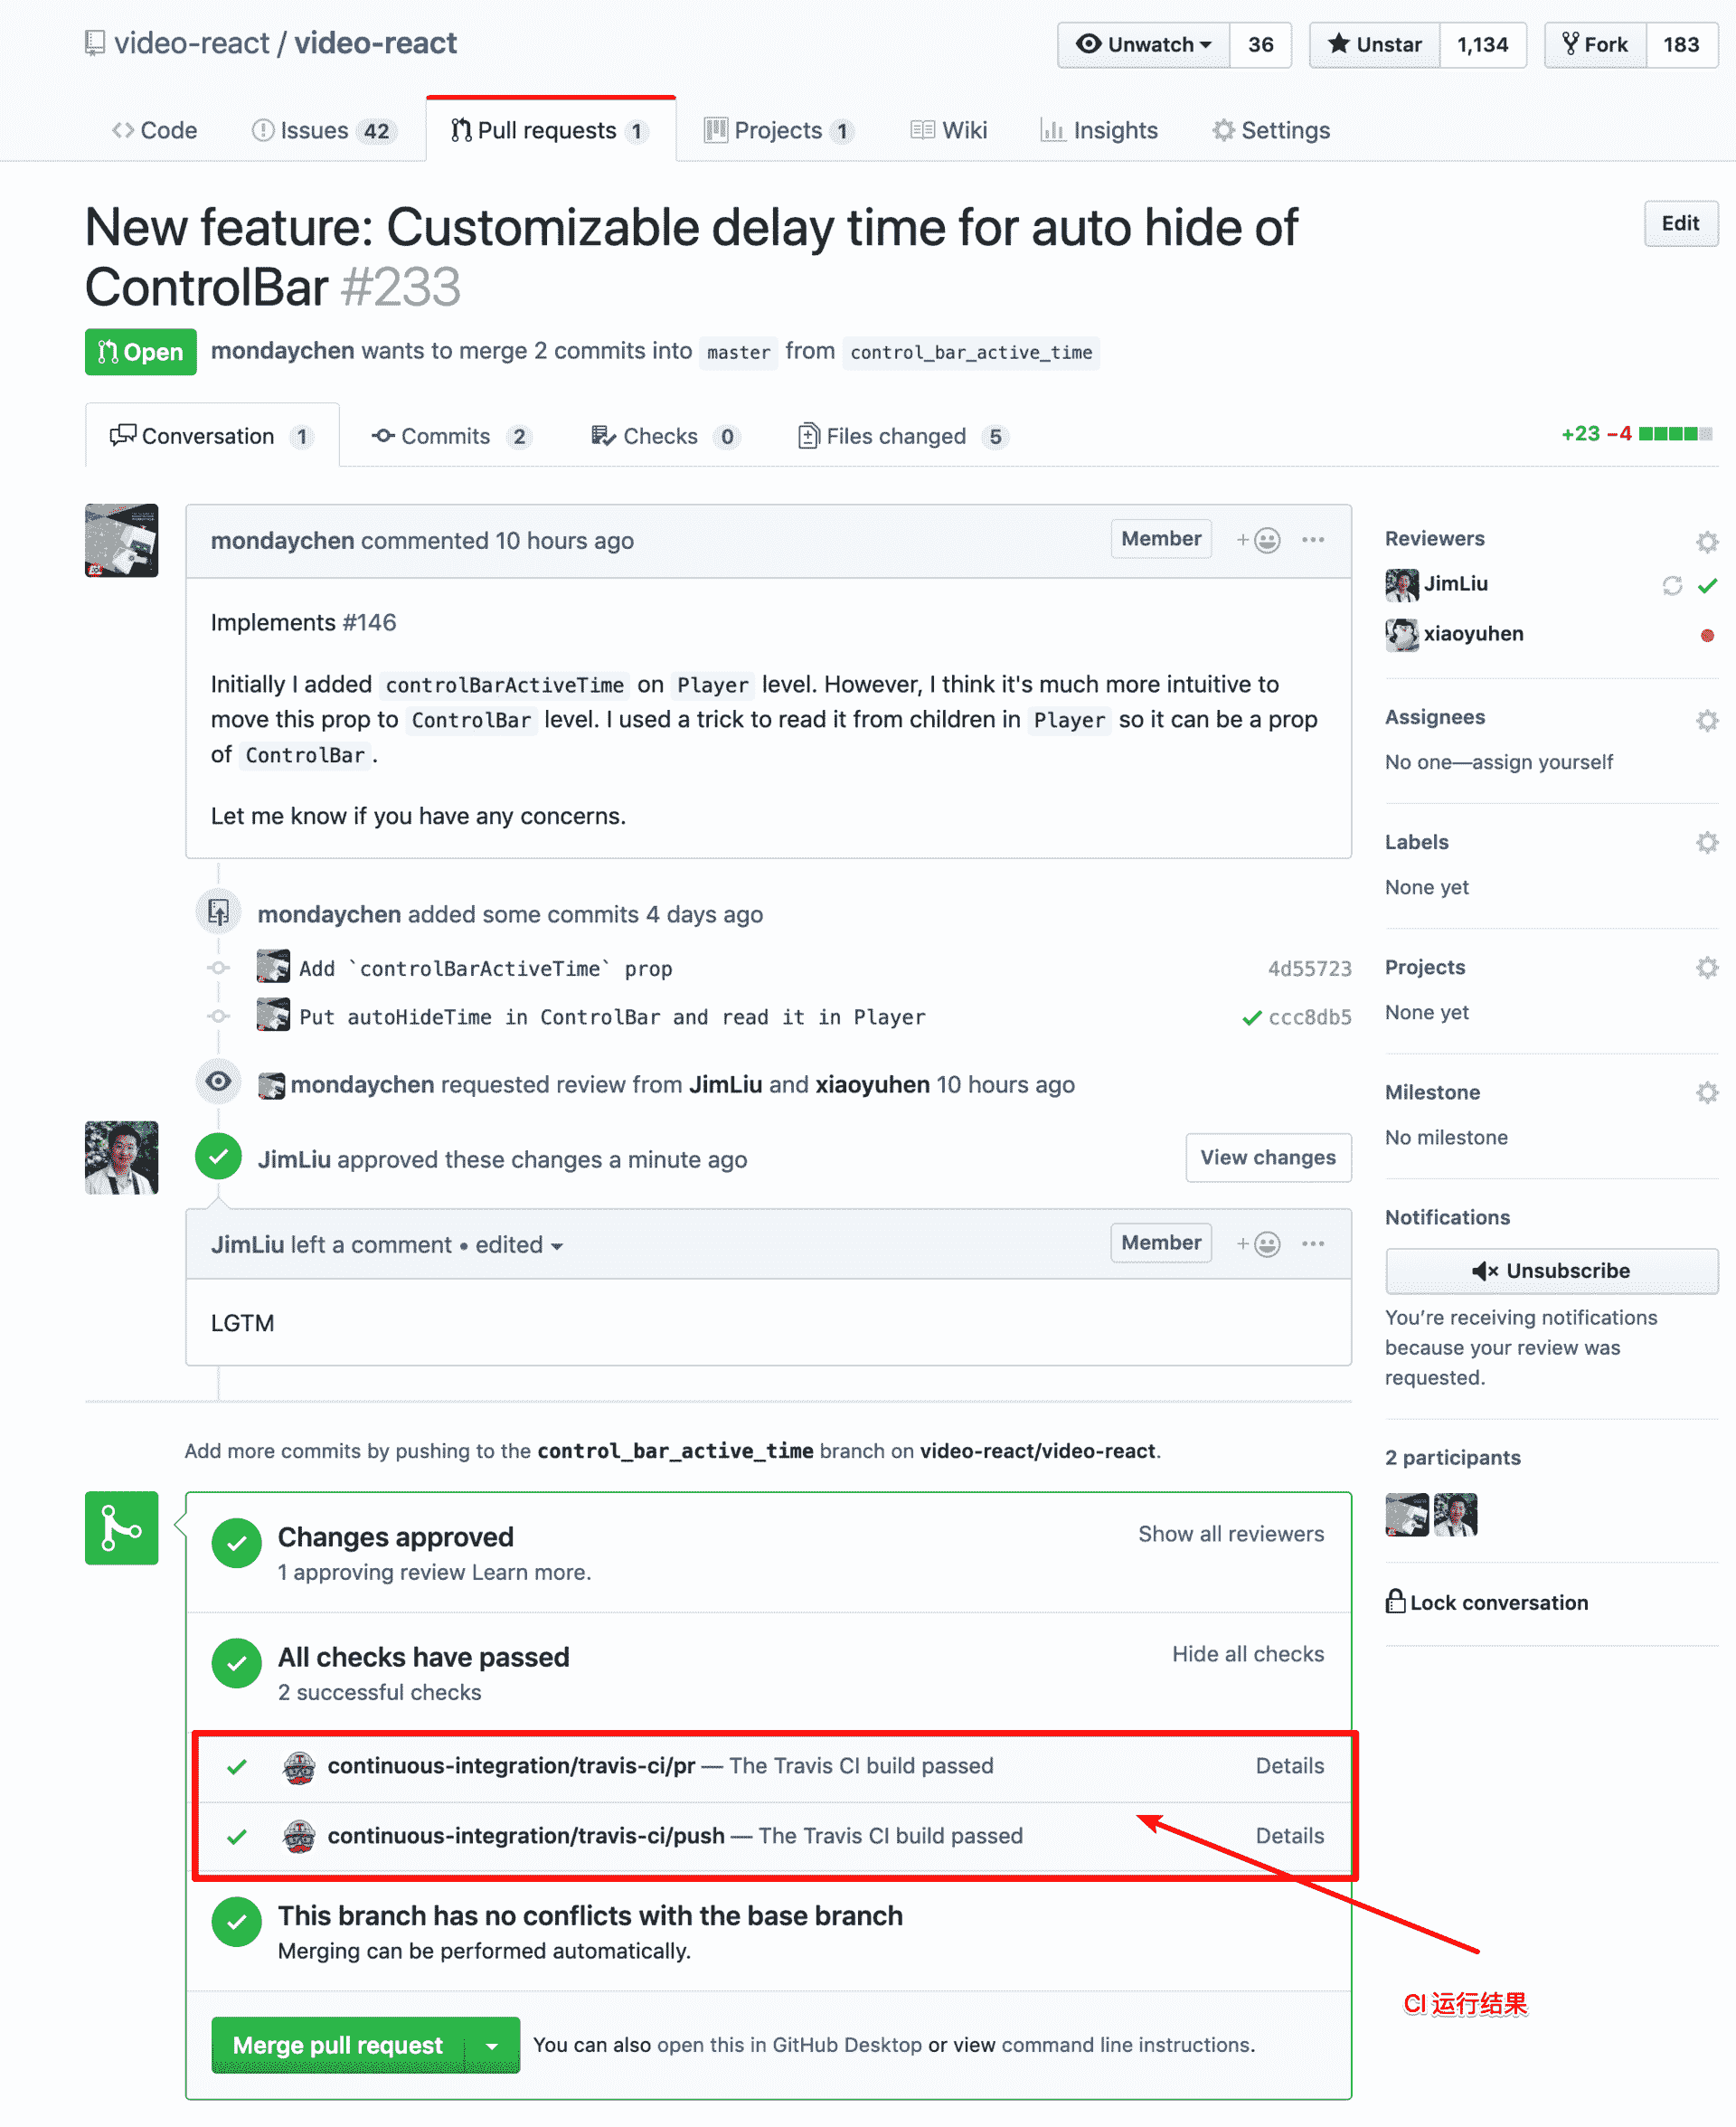 video-react / video-react
Unwatch 36
Unstar 1,134
Fork 183
Code
Issues 42
Pull requests 1
Projects 1
Wiki
Insights
Settings
New feature: Customizable delay time for auto hide of
ControlBar #233
Edit
Open
mondaychen wants to merge 2 commits into master from control_bar_active_time
Conversation 1
Commits 2
Checks 0
Files changed 5
+23 −4
mondaychen commented 10 hours ago
Member
Implements #146
Initially I added controlBarActiveTime on Player level. However, I think it's much more intuitive to
move this prop to ControlBar level. I used a trick to read it from children in Player so it can be a prop
of ControlBar .
Let me know if you have any concerns.
mondaychen added some commits 4 days ago
Add `controlBarActiveTime` prop 4d55723
Put autoHideTime in ControlBar and read it in Player ccc8db5
mondaychen requested review from JimLiu and xiaoyuhen 10 hours ago
JimLiu approved these changes a minute ago
View changes
JimLiu left a comment • edited
Member
LGTM
Add more commits by pushing to the control_bar_active_time branch on video-react/video-react.
Changes approved
Show all reviewers
1 approving review Learn more.
All checks have passed
Hide all checks
2 successful checks
continuous-integration/travis-ci/pr — The Travis CI build passed Details
continuous-integration/travis-ci/push — The Travis CI build passed Details
This branch has no conflicts with the base branch
Merging can be performed automatically.
Merge pull request
You can also open this in GitHub Desktop or view command line instructions.
Reviewers
JimLiu
xiaoyuhen
Assignees
No one—assign yourself
Labels
None yet
Projects
None yet
Milestone
No milestone
Notifications
Unsubscribe
You’re receiving notifications
because your review was
requested.
2 participants
Lock conversation
CI 运行结果